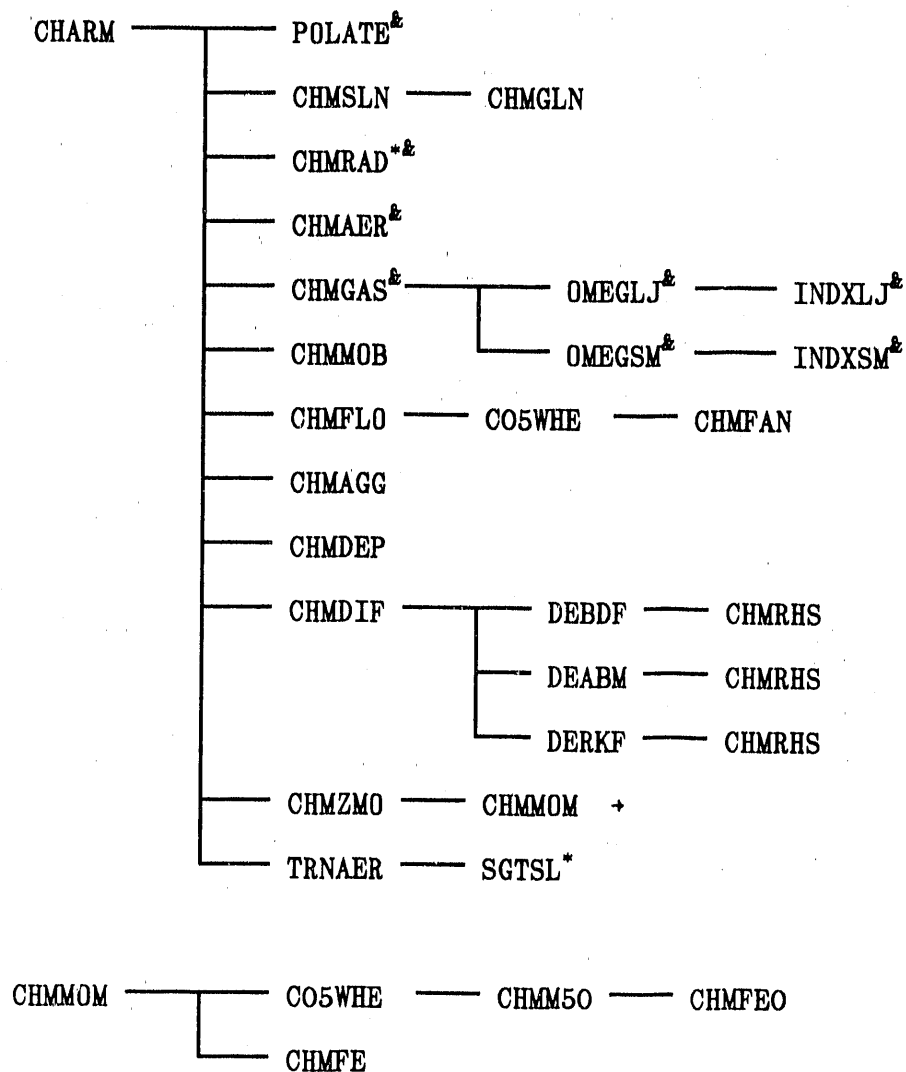 CHARM POLATE&
CHMSLN CHMGLN
CHMRAD*&
CHMAER&
CHMGAS& OMEGLJ& INDXLJ&
CHMMOB OMEGSM& INDXSM&
CHMFLO CO5WHE CHMFAN
CHMAGG
CHMDEP
CHMDIF DEBDF CHMRHS
DEABM CHMRHS
DERKF CHMRHS
CHMZMO CHMMOM +
TRNAER SGTSL*
CHMMOM CO5WHE CHMM5O CHMFEO
CHMFE